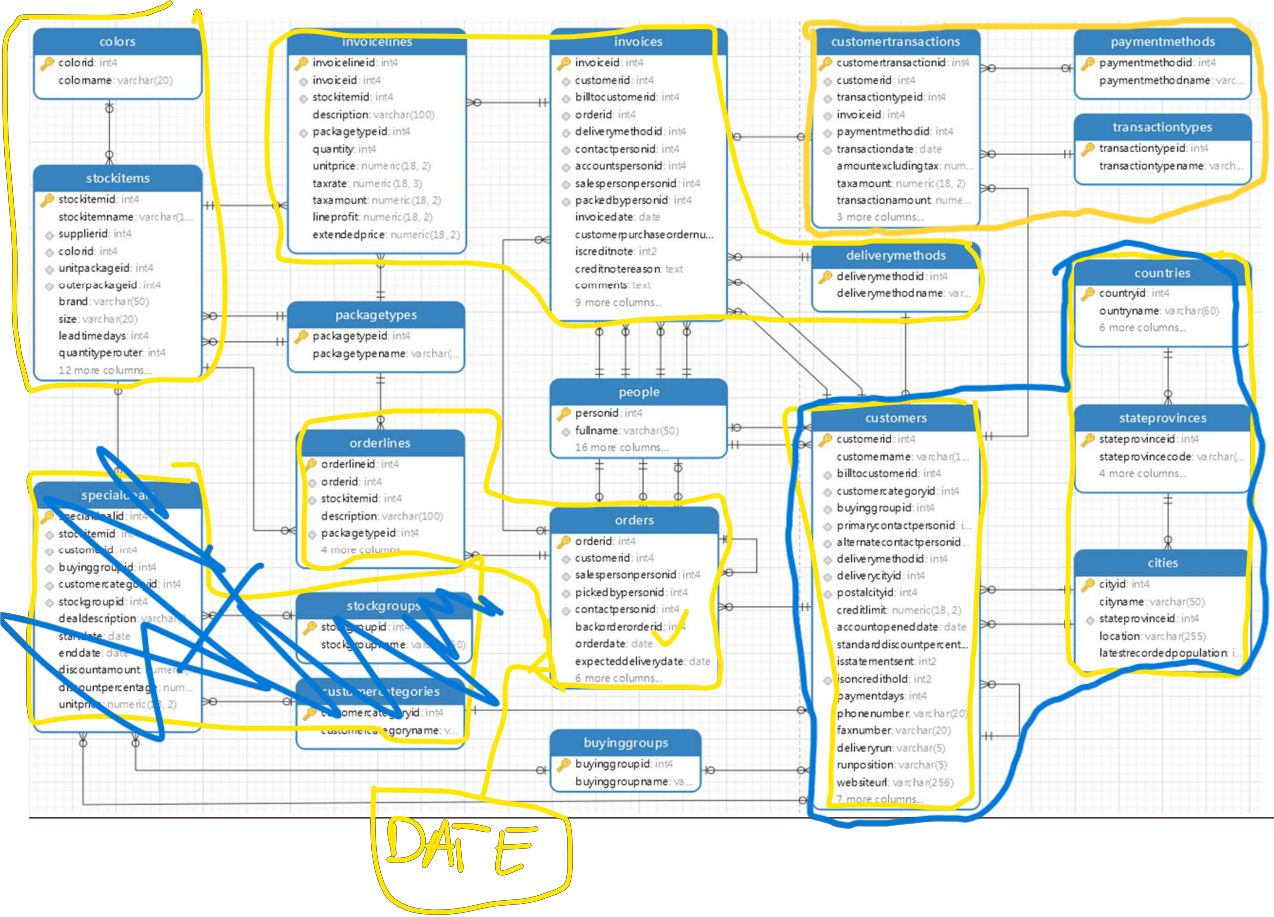 colors
colorid: int4
colorname: varchar(20)
stockitems
stockitemid: int4
stockitemname: varchar(1...
supplierid: int4
colorid: int4
unitpackageid: int4
outerpackageid: int4
brand: varchar(50)
size: varchar(20)
leadtimedays: int4
quantityperouter: int4
12 more columns...
invoicelines
invoicelineid: int4
invoiceid: int4
stockitemid: int4
description: varchar(100)
packagetypeid: int4
quantity: int4
unitprice: numeric(18, 2)
taxrate: numeric(18, 3)
taxamount: numeric(18, 2)
lineprofit: numeric(18, 2)
extendedprice: numeric(18, 2)
invoices
invoiceid: int4
customerid: int4
billtocustomerid: int4
orderid: int4
deliverymethodid: int4
contactpersonid: int4
accountspersonid: int4
salespersonpersonid: int4
packedbypersonid: int4
invoicedate: date
customerpurchaseordernu...
iscreditnote: int2
creditnotereason: text
comments: text
9 more columns...
customertransactions
customertransactionid: int4
customerid: int4
transactiontypeid: int4
invoiceid: int4
paymentmethodid: int4
transactiondate: date
amountexcludingtax: num...
taxamount: numeric(18, 2)
transactionamount: nume...
3 more columns...
paymentmethods
paymentmethodid: int4
paymentmethodname: varc...
transactiontypes
transactiontypeid: int4
transactiontypename: varch...
deliverymethods
deliverymethodid: int4
deliverymethodname: var...
countries
countryid: int4
ountryname: varchar(60)
6 more columns...
packagetypes
packagetypeid: int4
packagetypename: varchar(...
people
personid: int4
fullname: varchar(50)
16 more columns...
customers
customerid: int4
customername: varchar(1...
billtocustomerid: int4
customercategoryid: int4
buyinggroupid: int4
primarycontactpersonid: i...
alternatecontactpersonid...
deliverymethodid: int4
deliverycityid: int4
postalcityid: int4
creditlimit: numeric(18, 2)
accountopeneddate: date
standarddiscountpercent...
isstatementsent: int2
isoncredithold: int2
paymentdays: int4
phonenumber: varchar(20)
faxnumber: varchar(20)
deliveryrun: varchar(5)
runposition: varchar(5)
websiteurl: varchar(256)
7 more columns...
stateprovinces
stateprovinceid: int4
stateprovincecode: varchar(...
4 more columns...
orderlines
orderlineid: int4
orderid: int4
stockitemid: int4
description: varchar(100)
packagetypeid: int4
4 more columns...
orders
orderid: int4
customerid: int4
salespersonpersonid: int4
pickedbypersonid: int4
contactpersonid: int4
backorderorderid: int4
orderdate: date
expecteddeliverydate: date
6 more columns...
cities
cityid: int4
cityname: varchar(50)
stateprovinceid: int4
location: varchar(255)
latestrecordedpopulation: i...
specialdeals
specialdealid: int4
stockitemid: int4
customerid: int4
buyinggroupid: int4
customercategoryid: int4
stockgroupid: int4
dealdescription: varchar(
startdate: date
enddate: date
discountamount: numeric(
discountpercentage: num...
unitprice: numeric(18, 2)
stockgroups
stockgroupid: int4
stockgroupname: varchar(50)
customercategories
customercategoryid: int4
customercategoryname: v...
buyinggroups
buyinggroupid: int4
buyinggroupname: va...
DATE